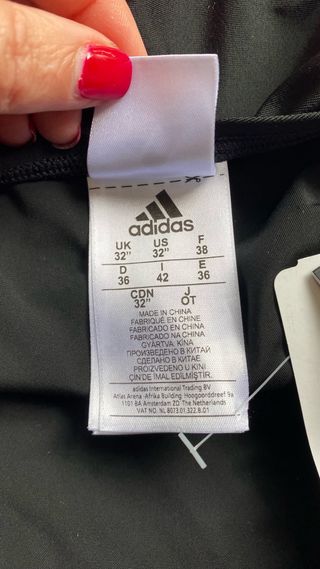 adidas
UK US F
32" 32" 38
D I E
36 42 36
CDN J
32" OT
MADE IN CHINA
FABRIQUÉ EN CHINE
FABRICADO EN CHINA
FABRICADO NA CHINA
GYÁRTVA: KÍNA
ПРОИЗВЕДЕНО В КИТАЙ
СДЕЛАНО В КИТАЕ
PROIZVEDENO U KINI
ÇİN'DE İMAL EDİLMİŞTİR.
adidas International Trading BV
Atlas Arena -Afrika Building Hoogoorddreef 9a
1101 BA Amsterdam ZO The Netherlands
VAT NO. NL 8073.01.322.B.01